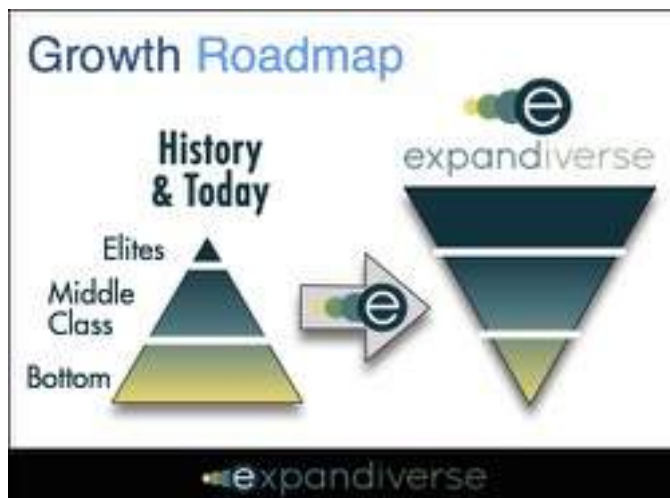 Growth Roadmap
expandiverse
History
& Today
Elites
Middle
Class
Bottom
e
expandiverse